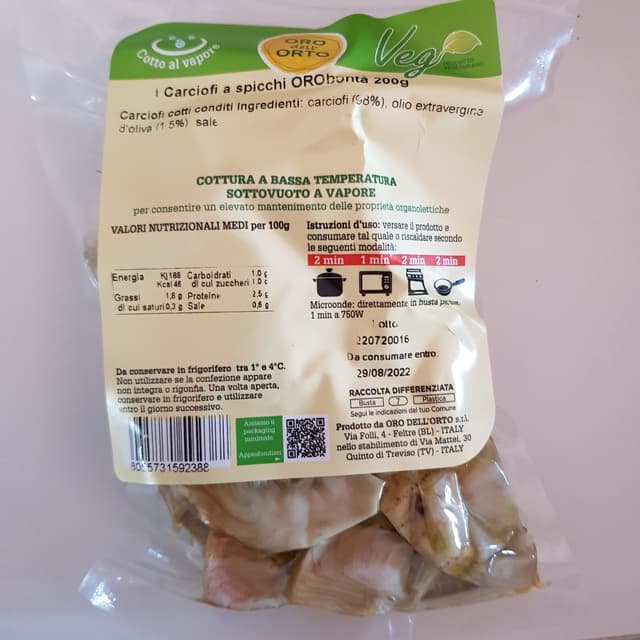 Cotto al vapore
ORO
dell'
ORTO
Veg
PRODOTTO
VEGETARIANO
I Carciofi a spicchi ORObontà 200g
Carciofi cotti conditi Ingredienti: carciofi (98%), olio extravergine
d'oliva (1.5%) sale
COTTURA A BASSA TEMPERATURA
SOTTOVUOTO A VAPORE
per consentire un elevato mantenimento delle proprietà organolettiche
VALORI NUTRIZIONALI MEDI per 100g
Energia Kj 188 Carboidrati 1,0 g
Kcal 46 di cui zuccheri 1,0 g
Grassi 1,8 g Proteine 2,5 g
di cui saturi 0,3 g Sale 0,6 g
Istruzioni d'uso: versare il prodotto e
consumare tal quale o riscaldare secondo
le seguenti modalità:
2 min 1 min 2 min 2 min
Microonde: direttamente in busta
1 min a 750W
Lotto
220720016
Da consumare entro
29/08/2022
Da conservare in frigorifero tra 1° e 4°C.
Non utilizzare se la confezione appare
non integra o rigonfia. Una volta aperta,
conservare in frigorifero e utilizzare
entro il giorno successivo.
RACCOLTA DIFFERENZIATA
Busta 7 Plastica
Segui le indicazioni del tuo Comune
Amiamo il
packaging
minimale
Approfondisci
8055731592388
Prodotto da ORO DELL'ORTO s.r.l.
Via Folli, 4 - Feltre (BL) - ITALY
nello stabilimento di Via Mattei, 30
Quinto di Treviso (TV) - ITALY